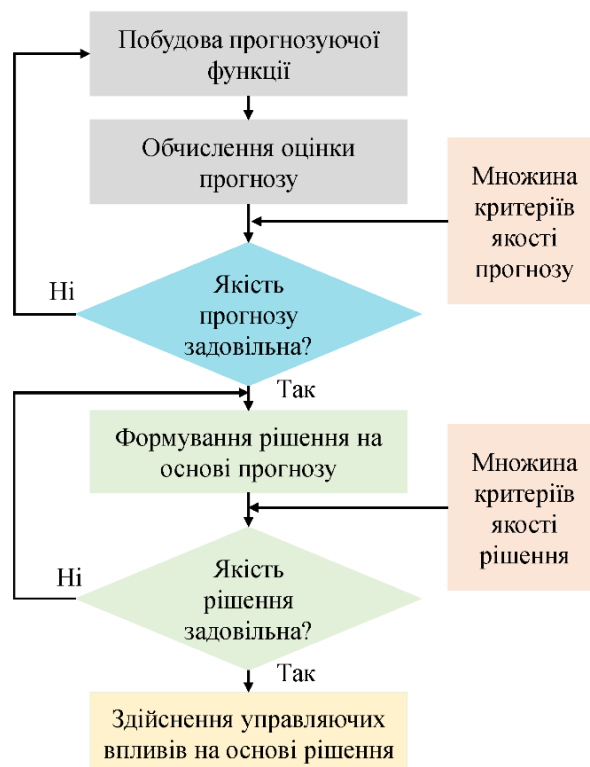 Побудова прогнозуючої
функції
Обчислення оцінки
прогнозу
Множина
критеріїв
якості
прогнозу
Ні
Якість
прогнозу
задовільна?
Так
Формування рішення на
основі прогнозу
Множина
критеріїв
якості
рішення
Ні
Якість
рішення
задовільна?
Так
Здійснення управляючих
впливів на основі рішення